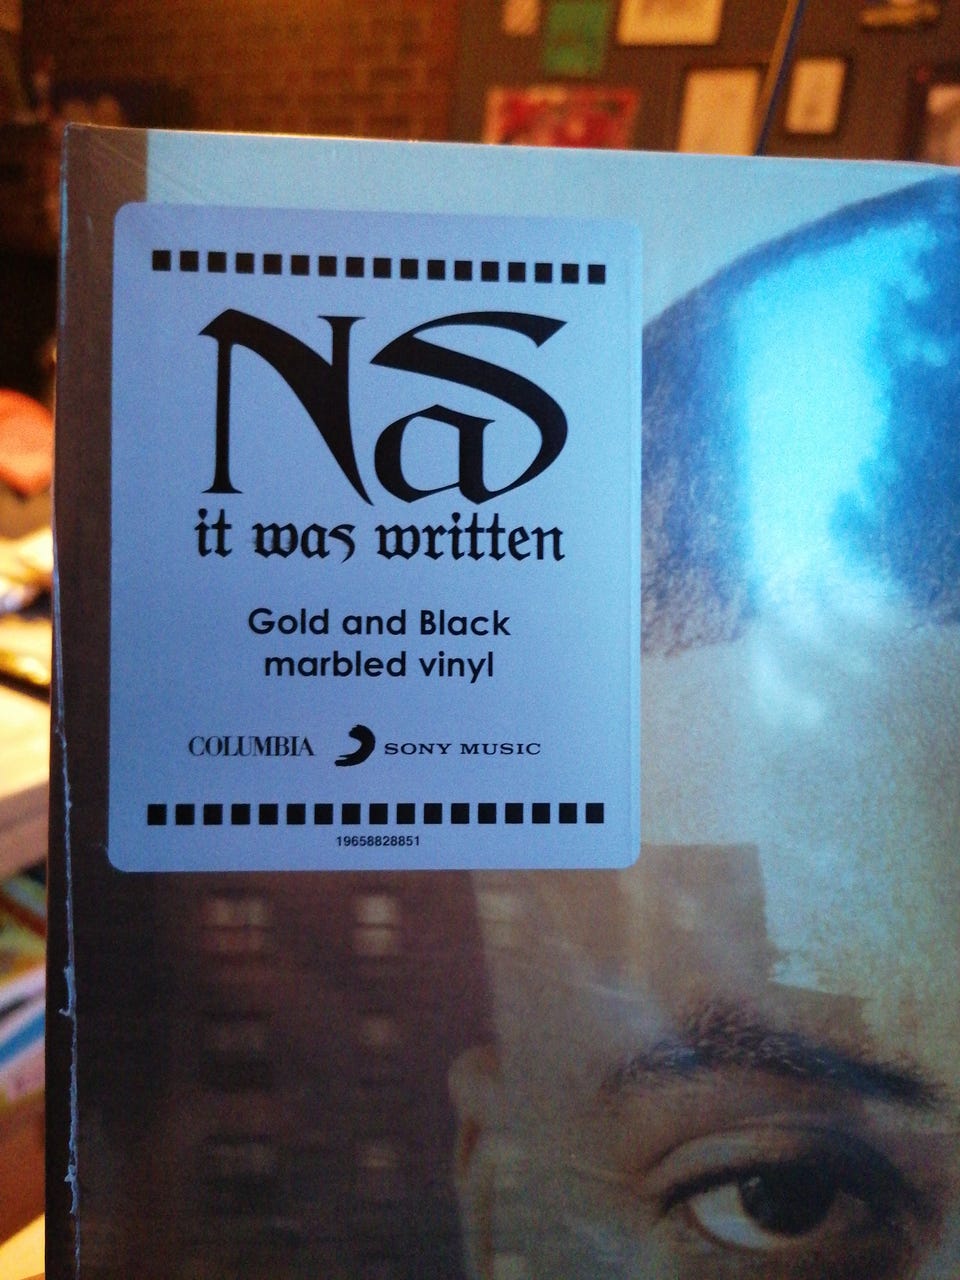 Nas
it was written
Gold and Black
marbled vinyl
COLUMBIA SONY MUSIC
19658828851